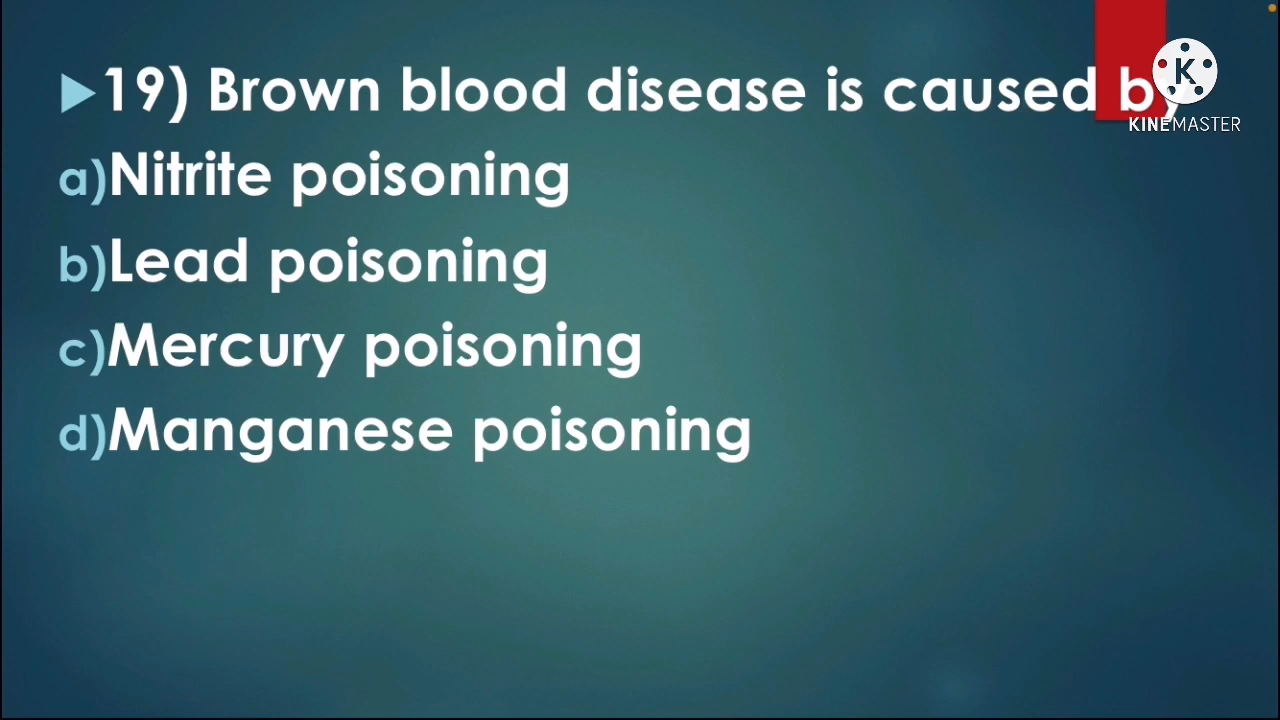 19) Brown blood disease is caused by
a)Nitrite poisoning
b)Lead poisoning
c)Mercury poisoning
d)Manganese poisoning
K
KINEMASTER